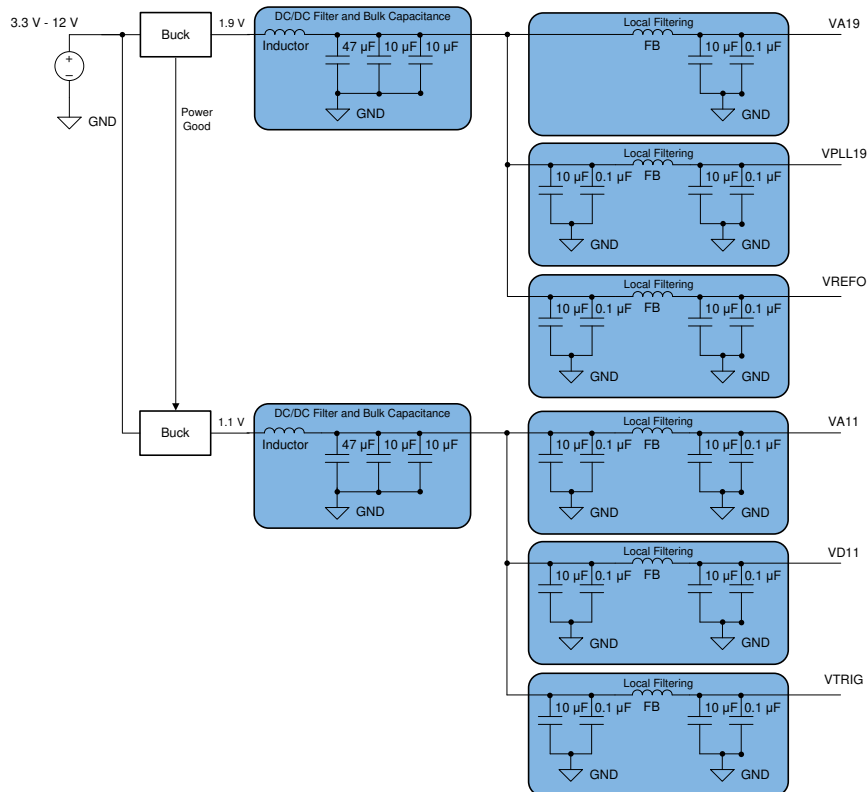 3.3 V - 12 V
Buck
1.9 V
GND
Power
Good
DC/DC Filter and Bulk Capacitance
Inductor
47 µF
10 µF
10 µF
GND
Local Filtering
FB
10 µF
0.1 µF
GND
VA19
Local Filtering
10 µF
0.1 µF
FB
10 µF
0.1 µF
GND
GND
VPLL19
Local Filtering
10 µF
0.1 µF
FB
10 µF
0.1 µF
GND
GND
VREFO
Buck
1.1 V
DC/DC Filter and Bulk Capacitance
Inductor
47 µF
10 µF
10 µF
GND
Local Filtering
10 µF
0.1 µF
FB
10 µF
0.1 µF
GND
GND
VA11
Local Filtering
10 µF
0.1 µF
FB
10 µF
0.1 µF
GND
GND
VD11
Local Filtering
10 µF
0.1 µF
FB
10 µF
0.1 µF
GND
GND
VTRIG